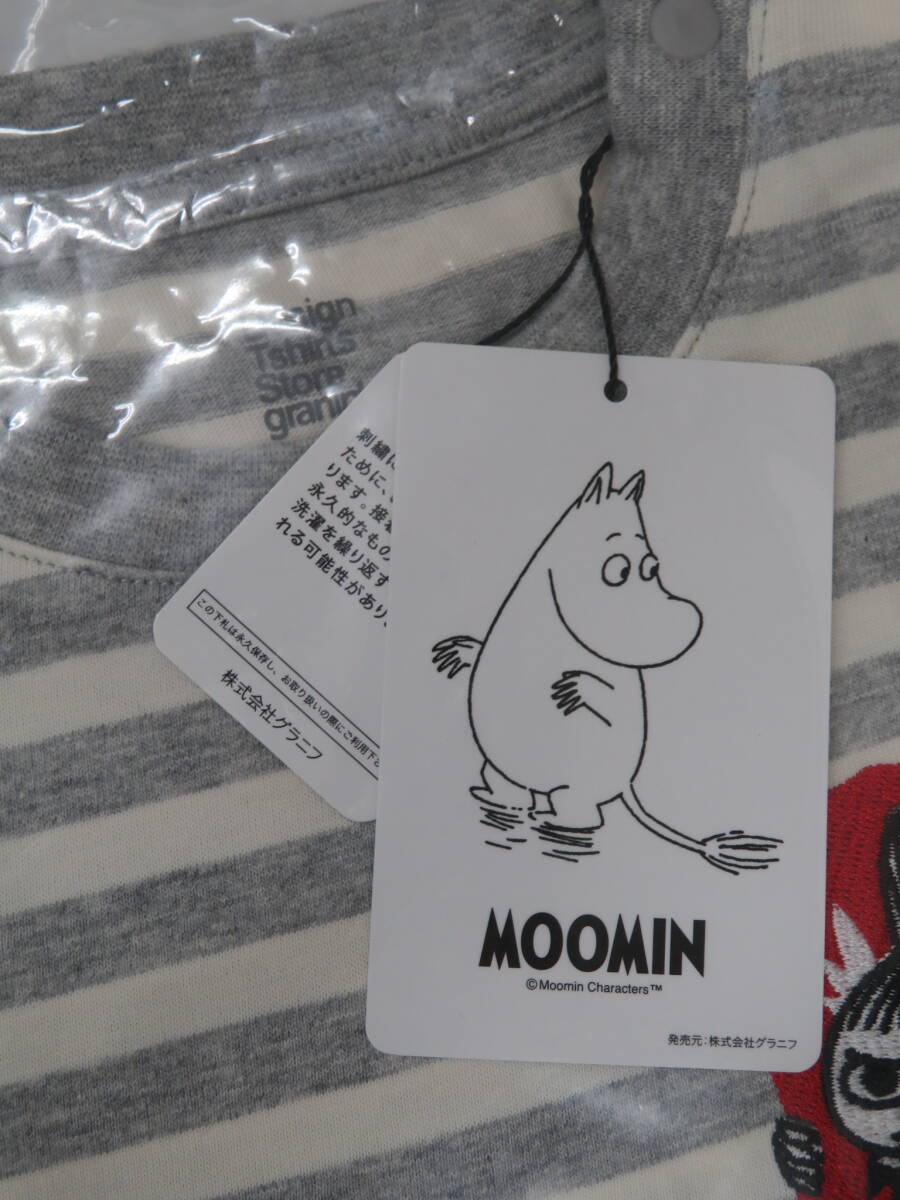 Tshirts
Store
刺繍に
ために、
ります。接着
永久的なもの
洗濯を繰り返す
れる可能性があり
この下札は永久保存し、お取り扱いの際にご利用下さ
株式会社グラニフ
MOOMIN
©Moomin Characters™
発売元：株式会社グラニフ